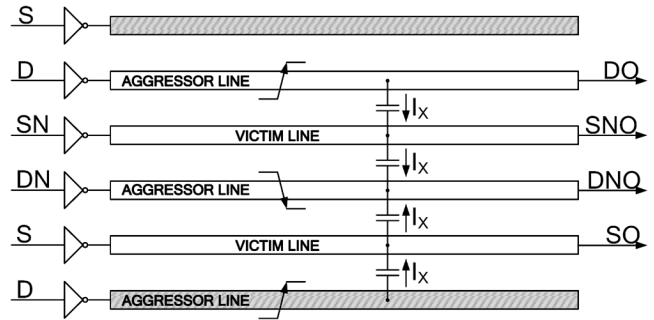 S
D AGGRESSOR LINE DO
IX
SN VICTIM LINE SNO
IX
DN AGGRESSOR LINE DNO
IX
S VICTIM LINE SO
IX
D AGGRESSOR LINE